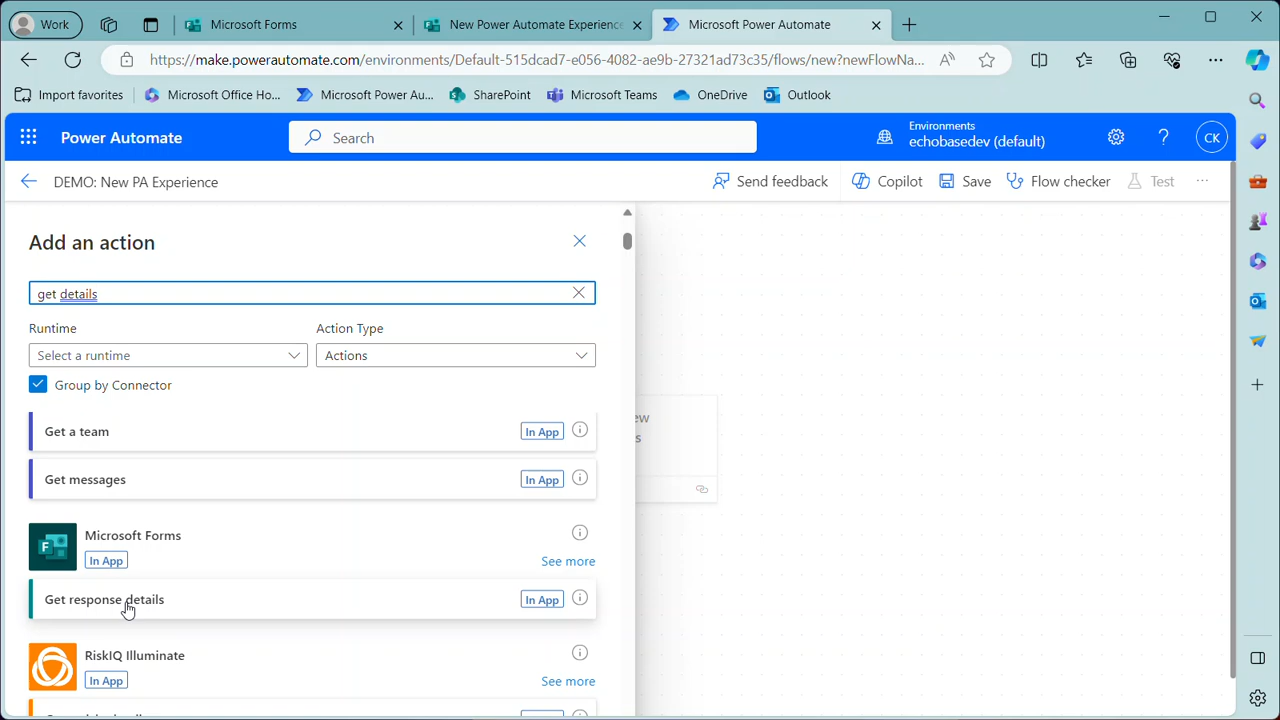 Work
Microsoft Forms
New Power Automate Experience
Microsoft Power Automate
https://make.powerautomate.com/environments/Default-515dcad7-e056-4082-ae9b-27321ad73c35/flows/new?newFlowNa...
Import favorites
Microsoft Office Ho...
Microsoft Power Au...
SharePoint
Microsoft Teams
OneDrive
Outlook
Power Automate
Search
Environments
echobasedev (default)
CK
DEMO: New PA Experience
Send feedback
Copilot
Save
Flow checker
Test
Add an action
get details
Runtime
Action Type
Select a runtime
Actions
Group by Connector
Get a team
In App
Get messages
In App
Microsoft Forms
In App
See more
Get response details
In App
RiskIQ Illuminate
In App
See more